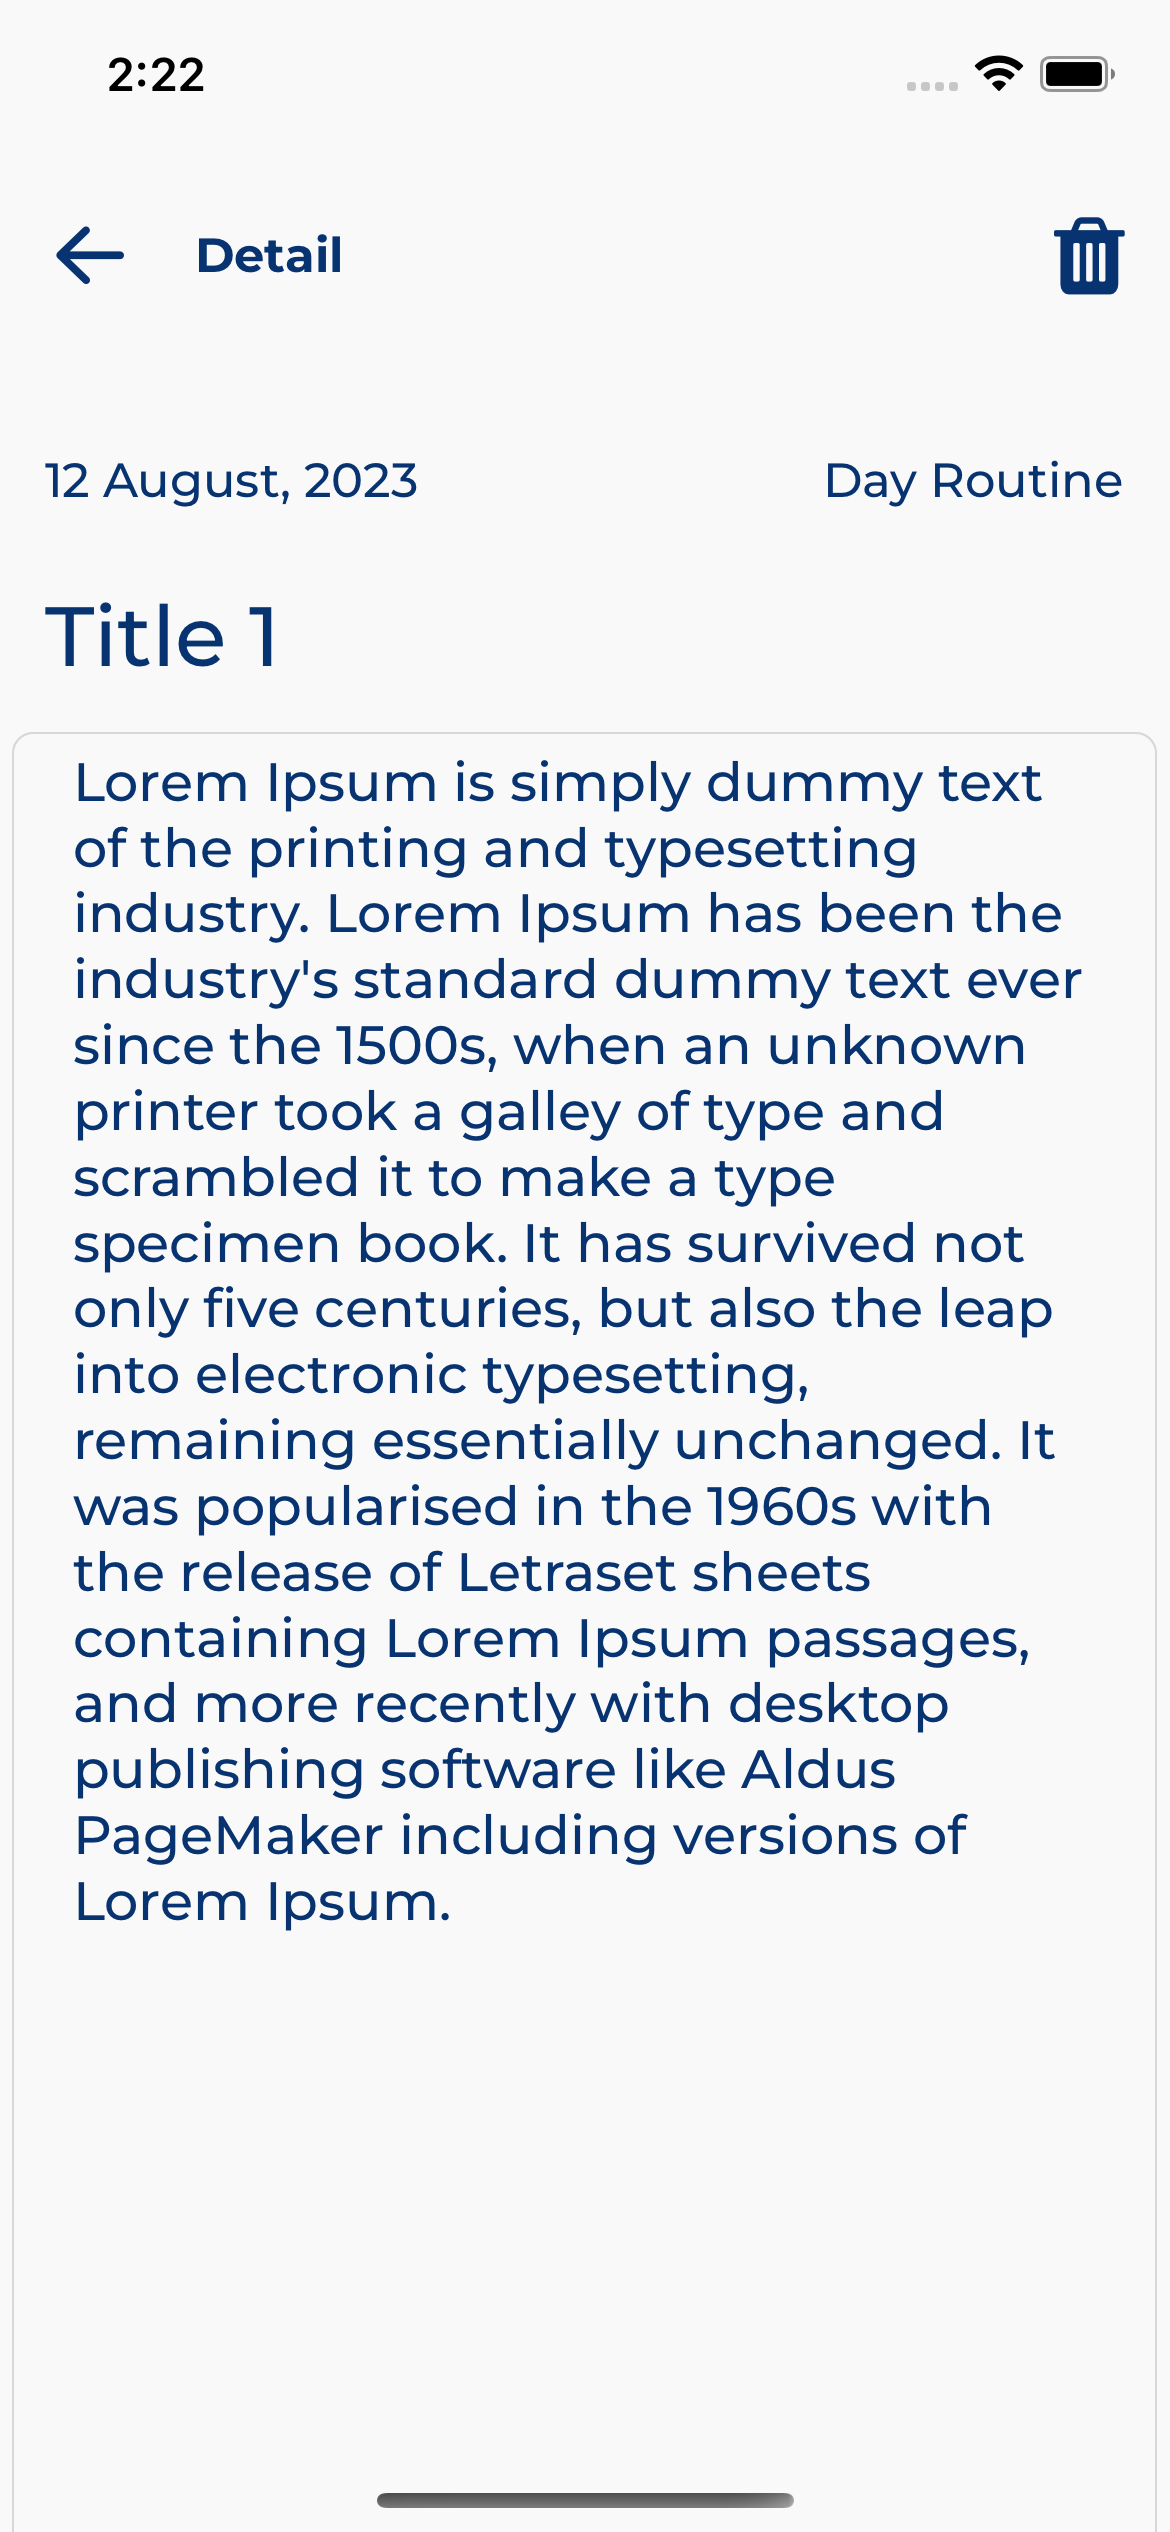 2:22
Detail
12 August, 2023
Day Routine
Title 1
Lorem Ipsum is simply dummy text
of the printing and typesetting
industry. Lorem Ipsum has been the
industry's standard dummy text ever
since the 1500s, when an unknown
printer took a galley of type and
scrambled it to make a type
specimen book. It has survived not
only five centuries, but also the leap
into electronic typesetting,
remaining essentially unchanged. It
was popularised in the 1960s with
the release of Letraset sheets
containing Lorem Ipsum passages,
and more recently with desktop
publishing software like Aldus
PageMaker including versions of
Lorem Ipsum.